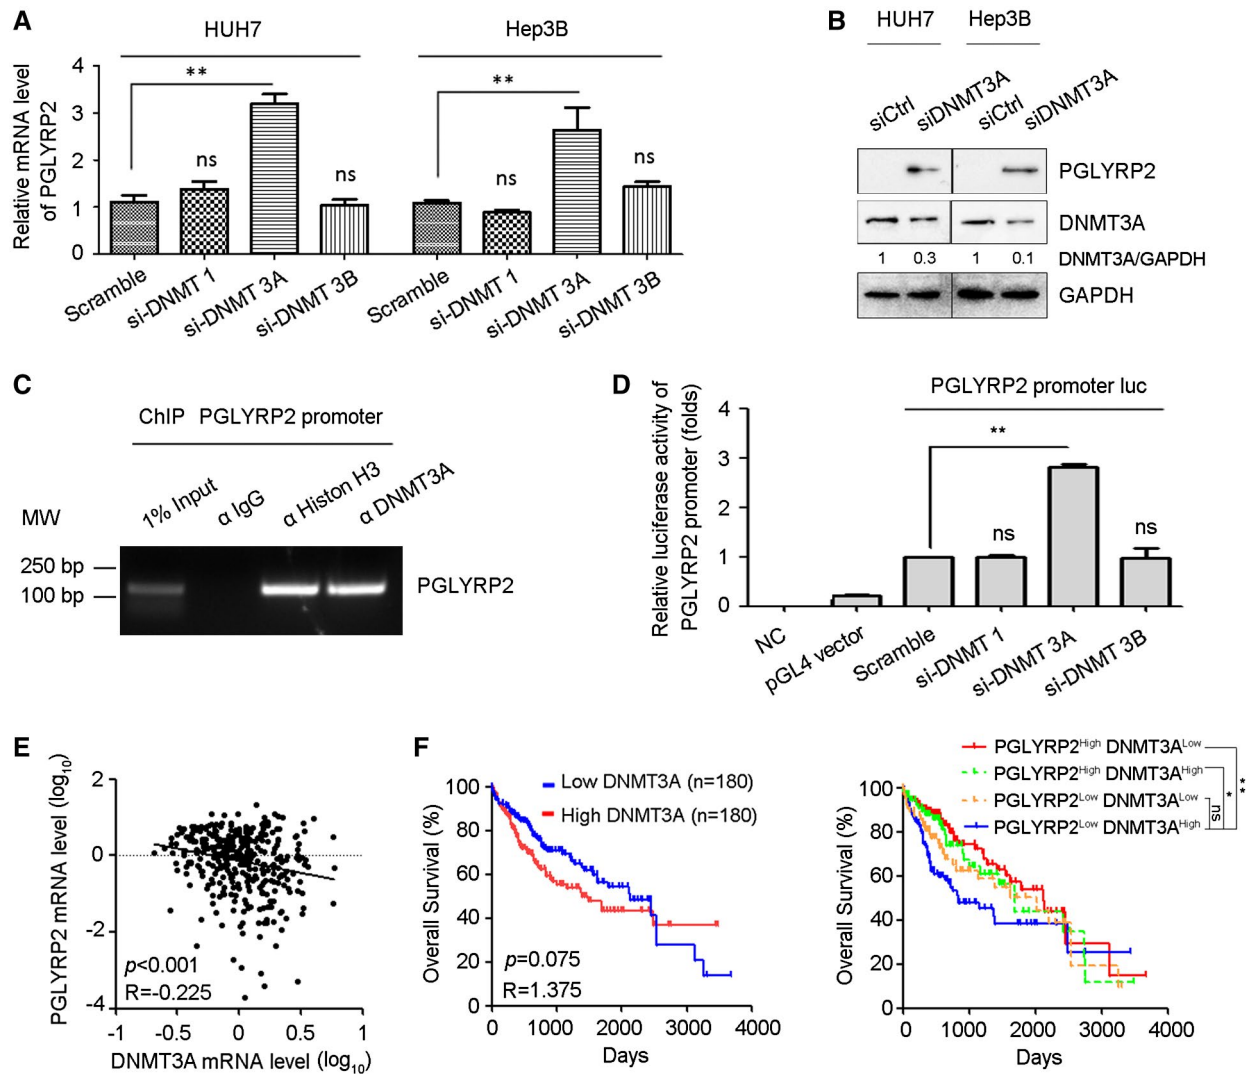 A
HUH7
Hep3B
Relative mRNA level
of PGLYRP2
4
3
2
1
0
**
ns
ns
**
ns
ns
Scramble
si-DNMT 1
si-DNMT 3A
si-DNMT 3B
Scramble
si-DNMT 1
si-DNMT 3A
si-DNMT 3B
B
HUH7
Hep3B
siCtrl
siDNMT3A
siCtrl
siDNMT3A
PGLYRP2
DNMT3A
1 0.3 1 0.1 DNMT3A/GAPDH
GAPDH
C
ChIP PGLYRP2 promoter
MW
1% Input
α IgG
α Histon H3
α DNMT3A
250 bp
100 bp
PGLYRP2
D
PGLYRP2 promoter luc
Relative luciferase activity of
PGLYRP2 promoter (folds)
4
3
2
1
0
**
ns
ns
NC
pGL4 vector
Scramble
si-DNMT 1
si-DNMT 3A
si-DNMT 3B
E
PGLYRP2 mRNA level (log10)
2
0
-2
-4
p<0.001
R=-0.225
-1 -0.5 0 0.5 1
DNMT3A mRNA level (log10)
F
Overall Survival (%)
100
80
60
40
20
0
Low DNMT3A (n=180)
High DNMT3A (n=180)
p=0.075
R=1.375
0 1000 2000 3000 4000
Days
PGLYRP2High DNMT3ALow
PGLYRP2High DNMT3AHigh
PGLYRP2Low DNMT3ALow
PGLYRP2Low DNMT3AHigh
ns
*
**
Overall Survival (%)
100
80
60
40
20
0
0 1000 2000 3000 4000
Days